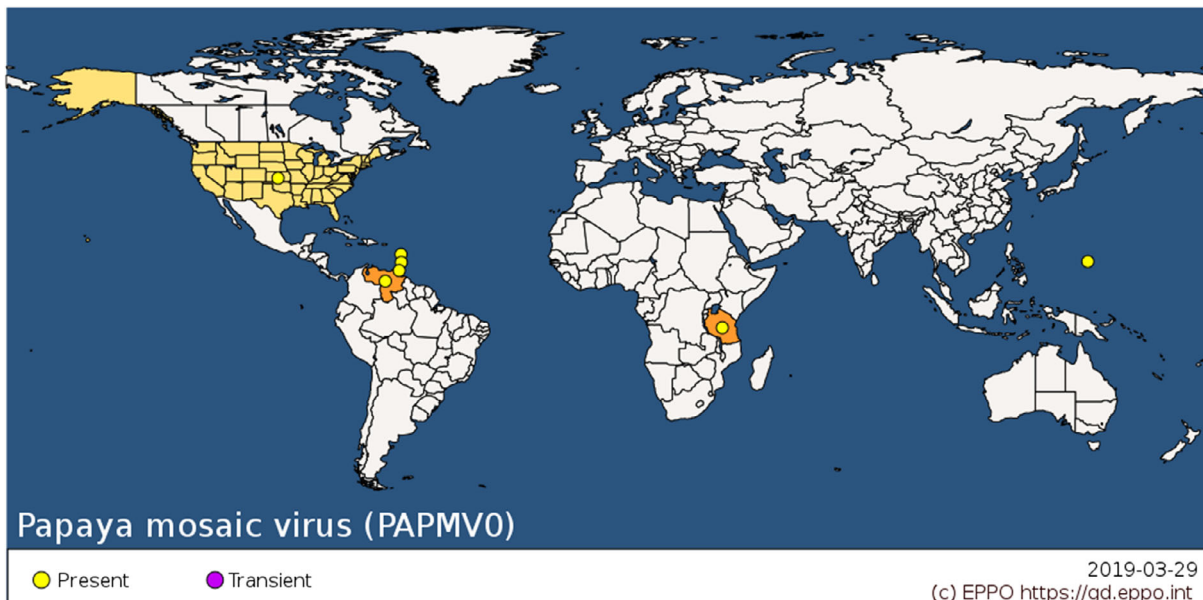 Papaya mosaic virus (PAPMV0)
Present
Transient
2019-03-29
(c) EPPO https://gd.eppo.int